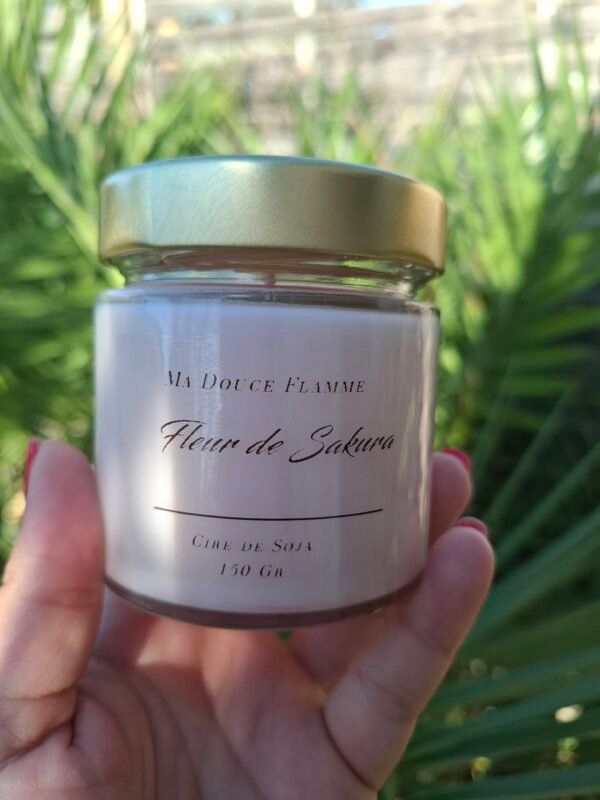 Ma Douce Flamme
Fleur de Sakura
Cire de Soja
150 Gr